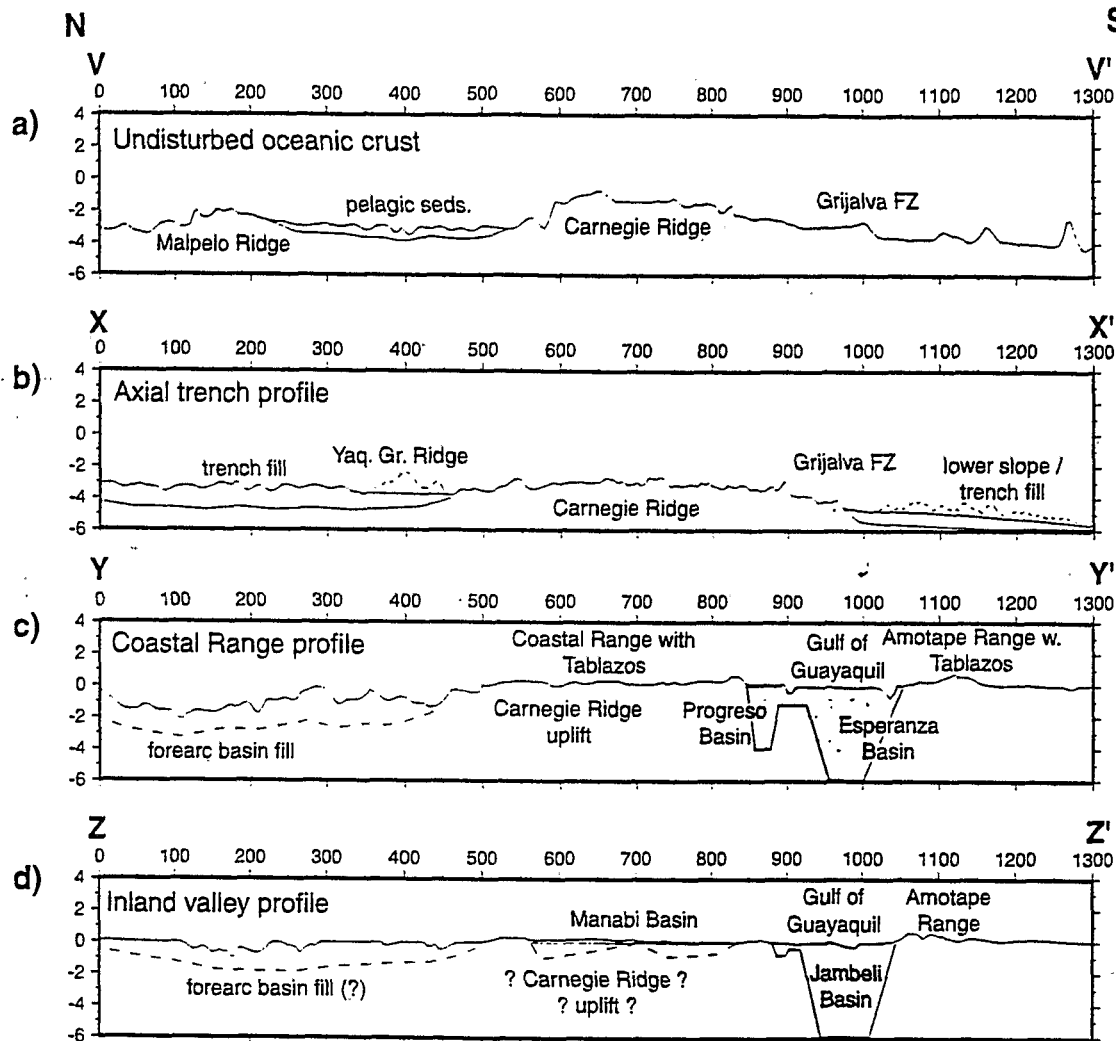 N S
V V'
0 100 200 300 400 500 600 700 800 900 1000 1100 1200 1300
a)
4
2
0
-2
-4
-6
Undisturbed oceanic crust
pelagic seds.
Malpelo Ridge
Carnegie Ridge
Grijalva FZ
X X'
0 100 200 300 400 500 600 700 800 900 1000 1100 1200 1300
b)
4
2
0
-2
-4
-6
Axial trench profile
trench fill
Yaq. Gr. Ridge
Carnegie Ridge
Grijalva FZ
lower slope /
trench fill
Y Y'
0 100 200 300 400 500 600 700 800 900 1000 1100 1200 1300
c)
4
2
0
-2
-4
-6
Coastal Range profile
forearc basin fill
Coastal Range with
Tablazos
Carnegie Ridge
uplift
Progreso
Basin
Gulf of
Guayaquil
Esperanza
Basin
Amotape Range w.
Tablazos
Z Z'
0 100 200 300 400 500 600 700 800 900 1000 1100 1200 1300
d)
4
2
0
-2
-4
-6
Inland valley profile
forearc basin fill (?)
Manabi Basin
? Carnegie Ridge ?
? uplift ?
Gulf of
Guayaquil
Jambeli
Basin
Amotape
Range